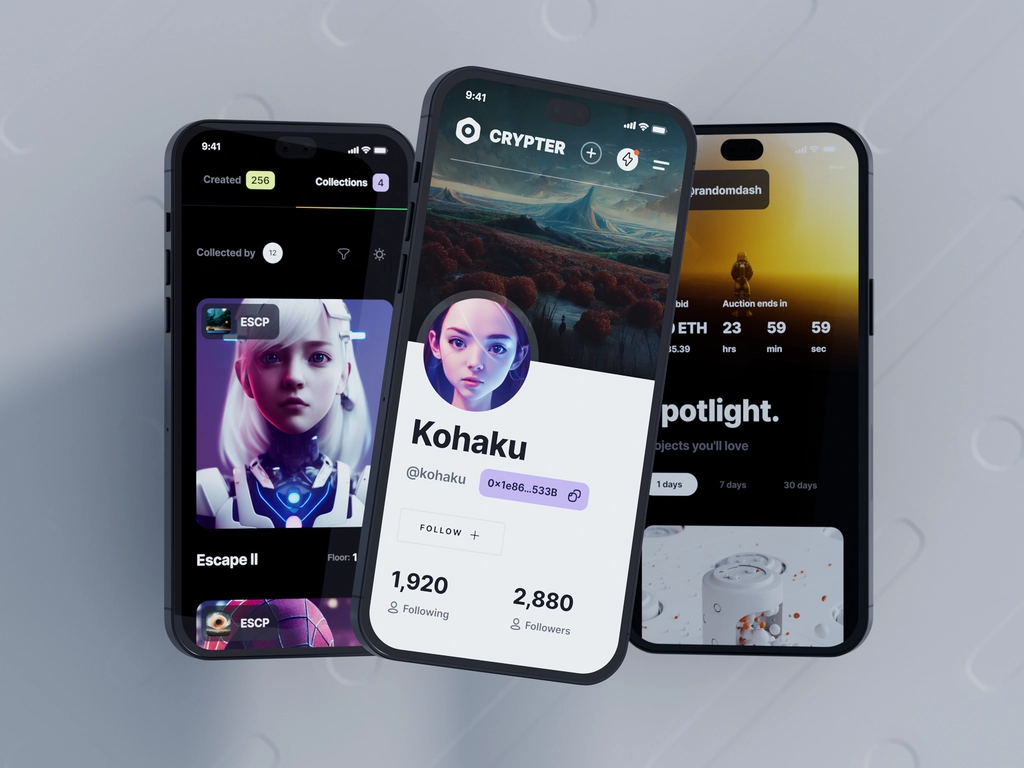 9:41
Created 256
Collections 4
Collected by 12
ESCP
Escape II
Floor: 1
ESCP
9:41
CRYPTER
Kohaku
@kohaku
0×1e86...533B
FOLLOW +
1,920
Following
2,880
Followers
@randomdash
bid
Auction ends in
ETH
23
59
59
5.39
hrs
min
sec
potlight.
ojects you'll love
1 days
7 days
30 days